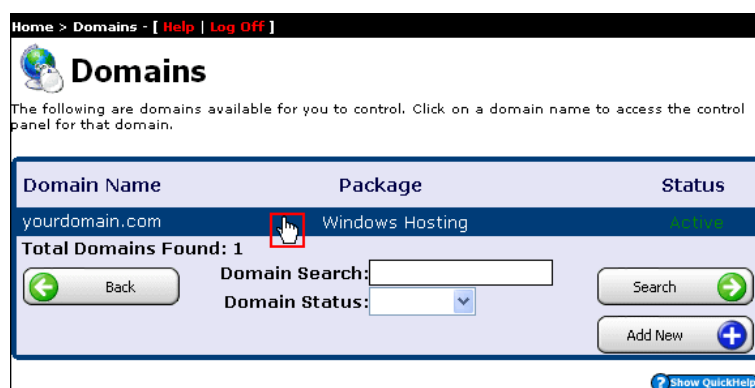 Home > Domains - [ Help | Log Off ]
Domains
The following are domains available for you to control. Click on a domain name to access the control
panel for that domain.
Domain Name Package Status
yourdomain.com Windows Hosting Active
Total Domains Found: 1
Back Domain Search: Search
Domain Status:
Add New
? Show QuickHelp